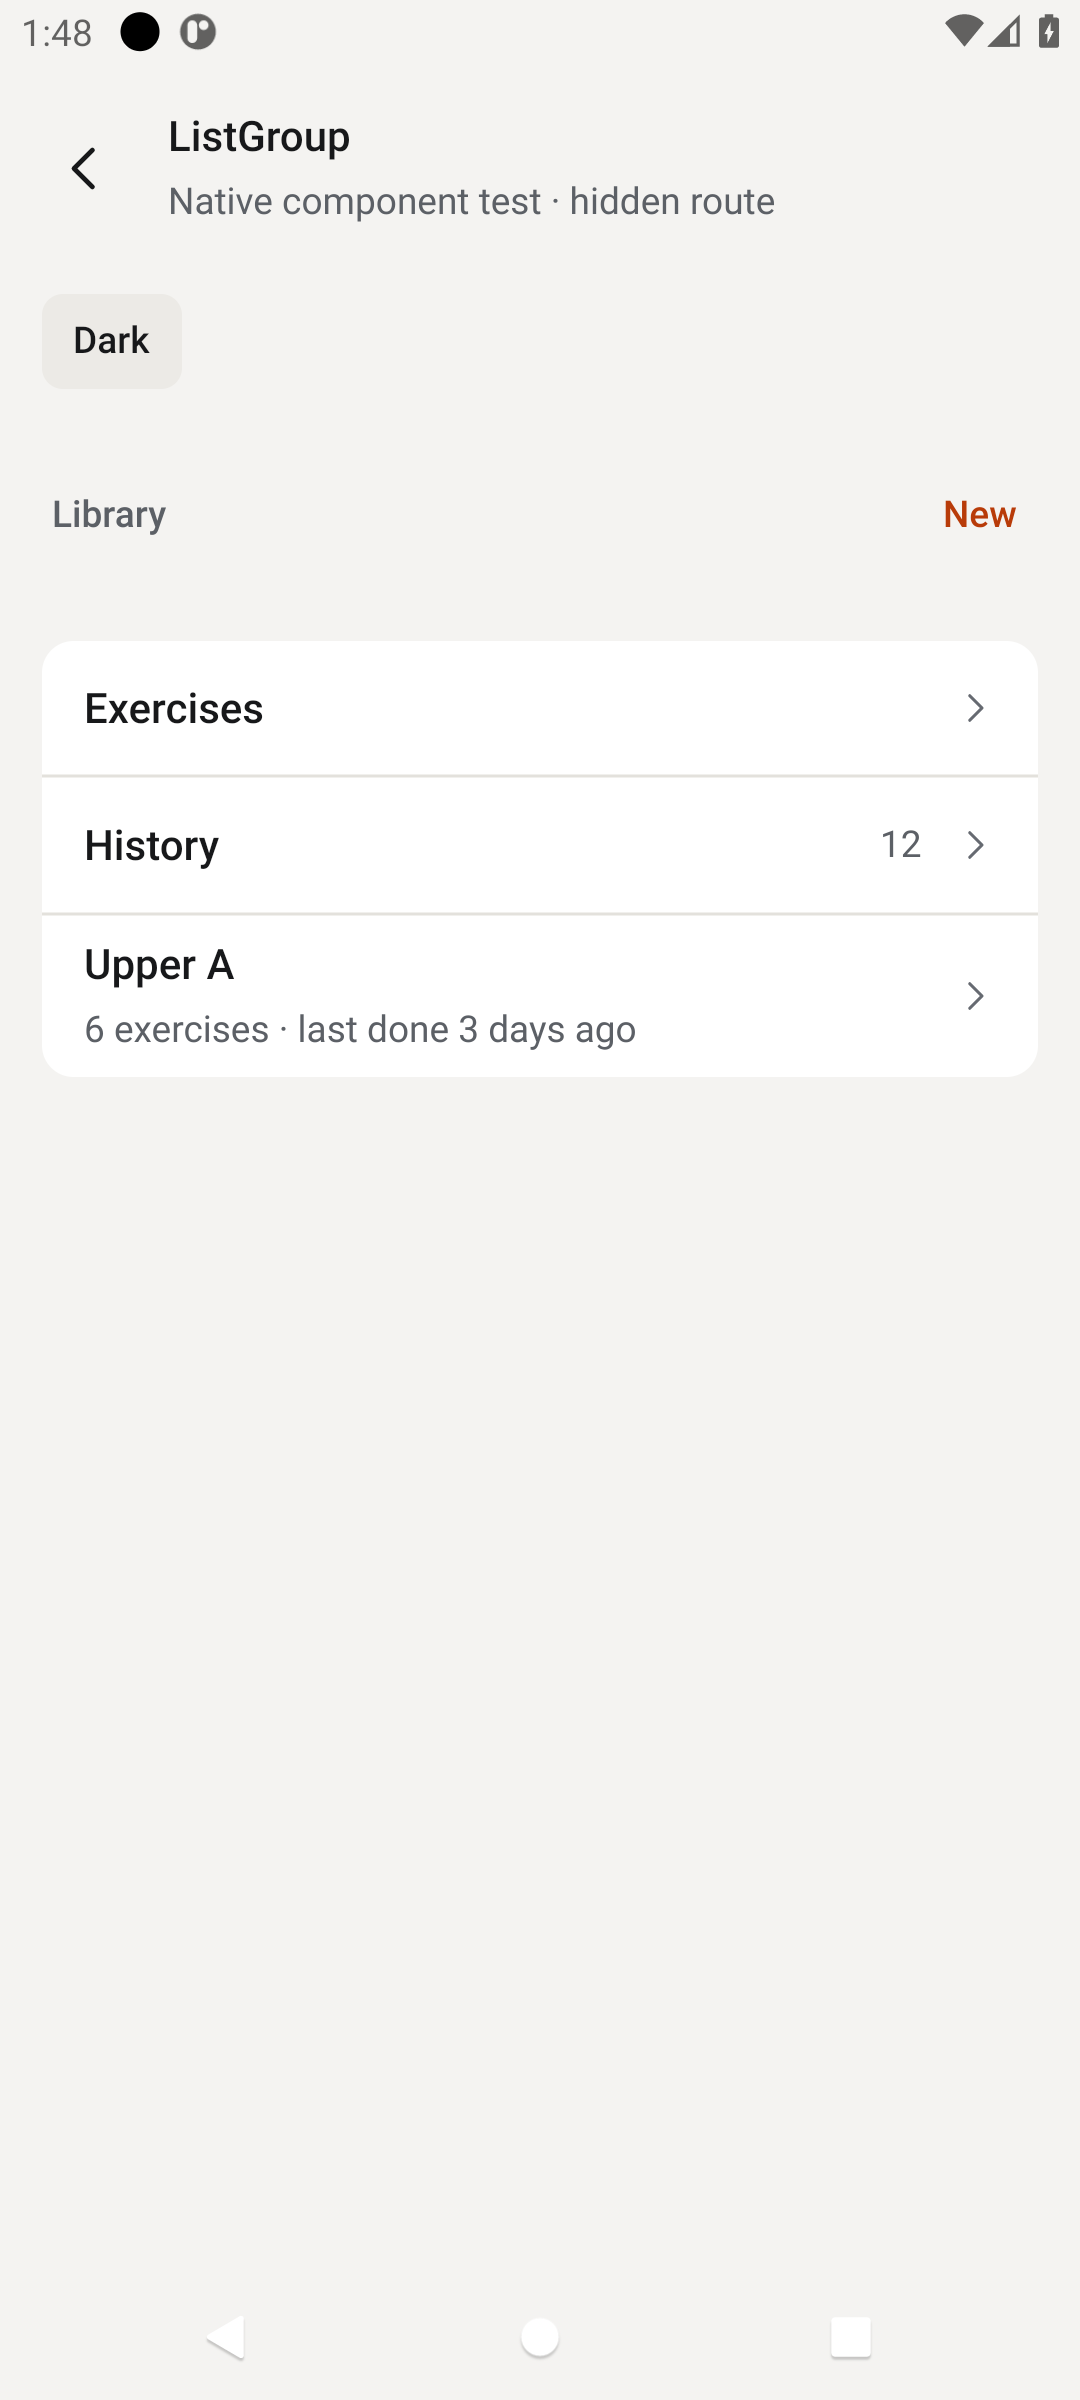 1:48
ListGroup
Native component test · hidden route
Dark
Library
New
Exercises
History
12
Upper A
6 exercises · last done 3 days ago